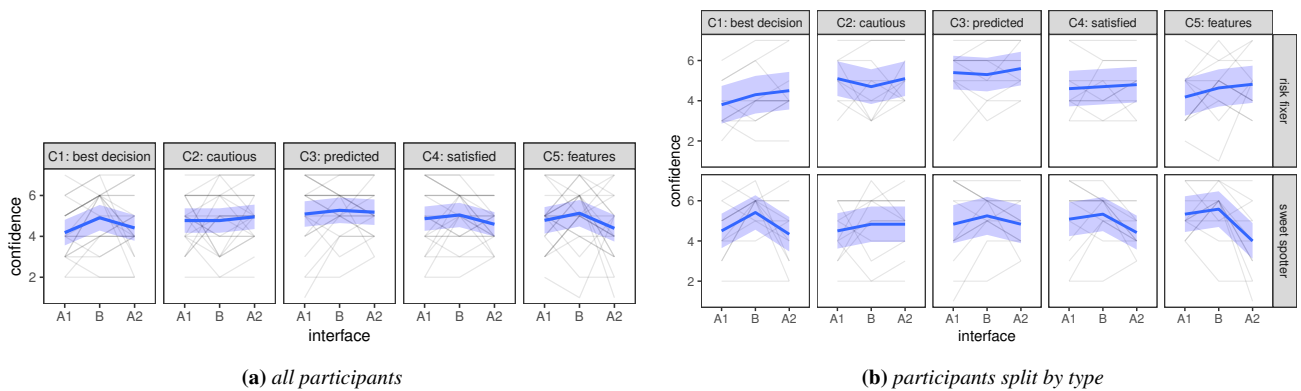 C1: best decision C2: cautious C3: predicted C4: satisfied C5: features
confidence
6
4
2
A1 B A2 A1 B A2 A1 B A2 A1 B A2 A1 B A2
interface
(a) all participants
C1: best decision C2: cautious C3: predicted C4: satisfied C5: features
confidence
6
4
2
risk fixer
6
4
2
sweet spotter
A1 B A2 A1 B A2 A1 B A2 A1 B A2 A1 B A2
interface
(b) participants split by type